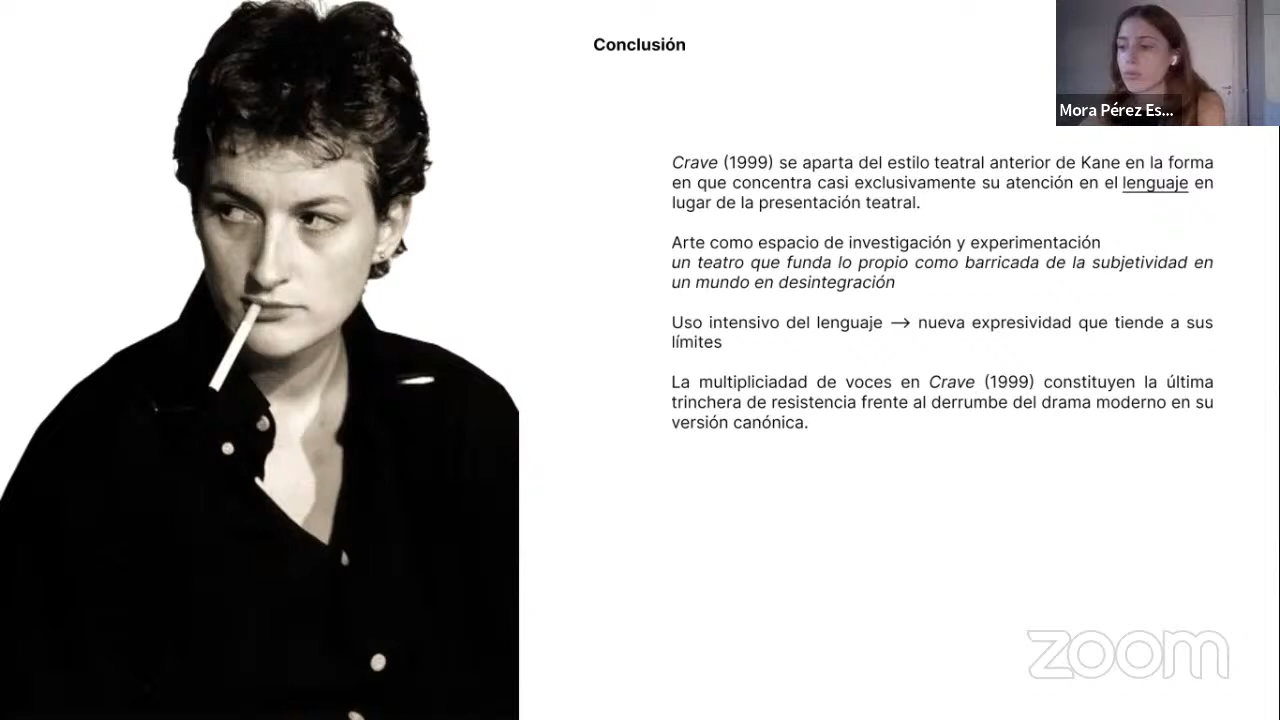 Conclusión
Mora Pérez Es...
Crave (1999) se aparta del estilo teatral anterior de Kane en la forma
en que concentra casi exclusivamente su atención en el lenguaje en
lugar de la presentación teatral.
Arte como espacio de investigación y experimentación
un teatro que funda lo propio como barricada de la subjetividad en
un mundo en desintegración
Uso intensivo del lenguaje → nueva expresividad que tiende a sus
límites
La multipliciadad de voces en Crave (1999) constituyen la última
trinchera de resistencia frente al derrumbe del drama moderno en su
versión canónica.
zoom